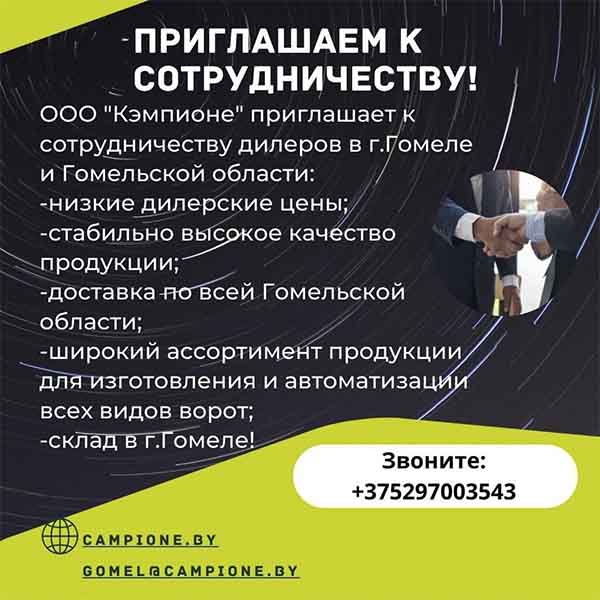 -ПРИГЛАШАЕМ К
СОТРУДНИЧЕСТВУ!
ООО "Кэмпионе" приглашает к
сотрудничеству дилеров в г.Гомеле
и Гомельской области:
-низкие дилерские цены;
-стабильно высокое качество
продукции;
-доставка по всей Гомельской
области;
-широкий ассортимент продукции
для изготовления и автоматизации
всех видов ворот;
-склад в г.Гомеле!
Звоните:
+375297003543
CAMPIONE.BY
GOMEL@CAMPIONE.BY